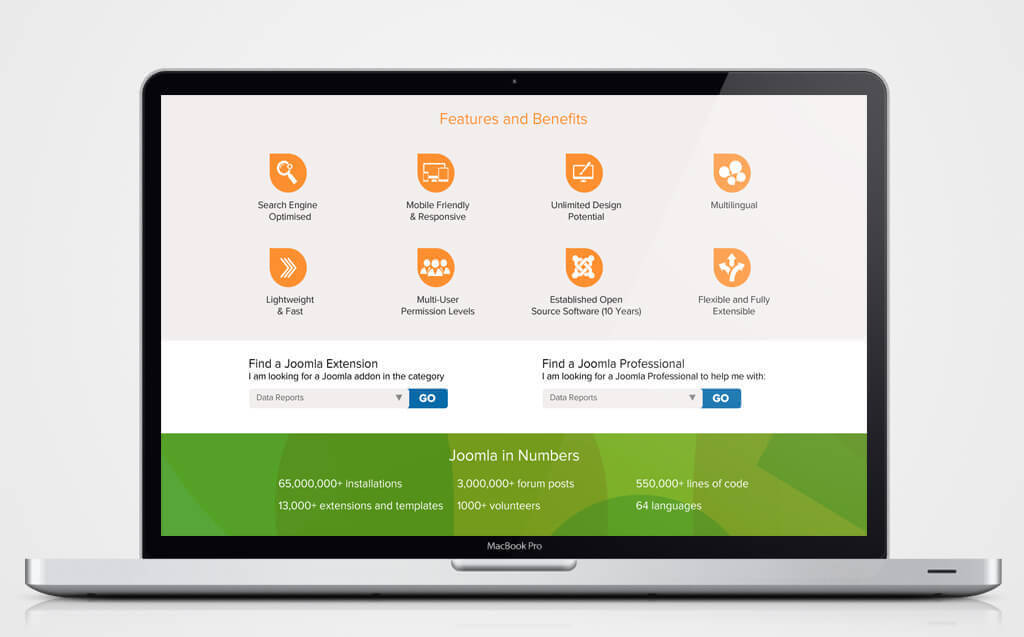 Features and Benefits
Search Engine
Optimised
Mobile Friendly
& Responsive
Unlimited Design
Potential
Multilingual
Lightweight
& Fast
Multi-User
Permission Levels
Established Open
Source Software (10 Years)
Flexible and Fully
Extensible
Find a Joomla Extension
I am looking for a Joomla addon in the category
Data Reports
GO
Find a Joomla Professional
I am looking for a Joomla Professional to help me with:
Data Reports
GO
Joomla in Numbers
65,000,000+ installations
3,000,000+ forum posts
550,000+ lines of code
13,000+ extensions and templates
1000+ volunteers
64 languages
MacBook Pro